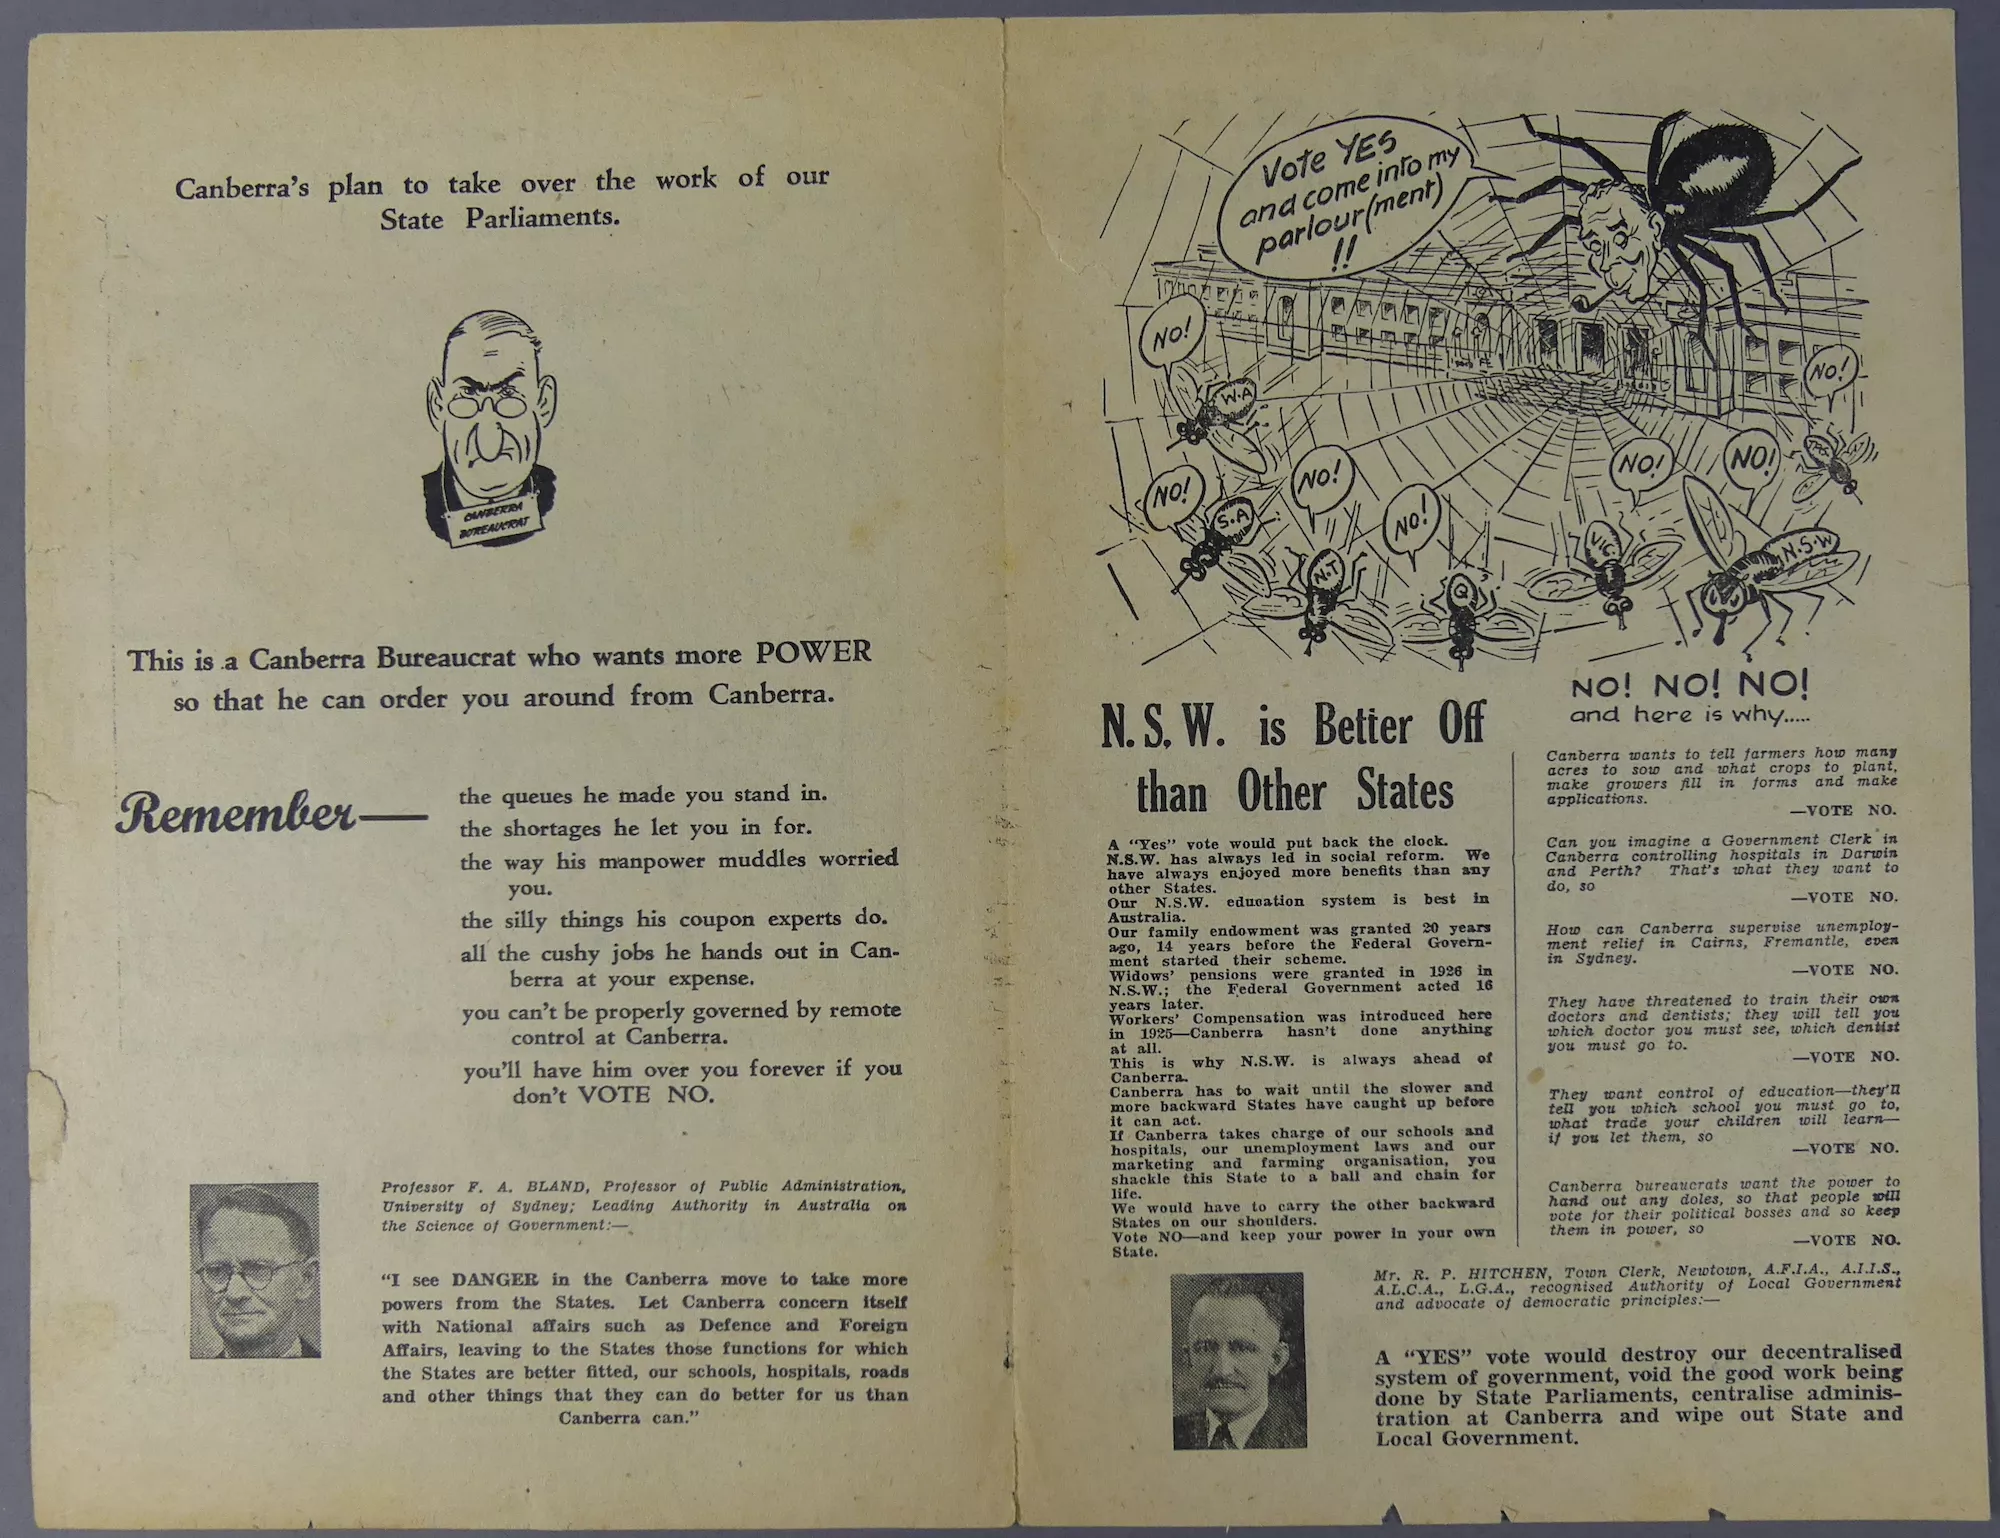 Canberra's plan to take over the work of our
State Parliaments.
CANBERRA
BUREAUCRAT
This is a Canberra Bureaucrat who wants more POWER
so that he can order you around from Canberra.
Remember—
the queues he made you stand in.
the shortages he let you in for.
the way his manpower muddles worried
you.
the silly things his coupon experts do.
all the cushy jobs he hands out in Can-
berra at your expense.
you can't be properly governed by remote
control at Canberra.
you'll have him over you forever if you
don't VOTE NO.
Professor F. A. BLAND, Professor of Public Administration,
University of Sydney; Leading Authority in Australia on
the Science of Government:—
"I see DANGER in the Canberra move to take more
powers from the States. Let Canberra concern itself
with National affairs such as Defence and Foreign
Affairs, leaving to the States those functions for which
the States are better fitted, our schools, hospitals, roads
and other things that they can do better for us than
Canberra can."
Vote YES
and come into my
parlour(ment)
!!
NO!
W.A
NO!
S.A
NO!
N.T
NO!
Q
NO!
VIC.
NO!
N.S.W
NO!
NO! NO! NO!
and here is why.....
N.S.W. is Better Off
than Other States
A "Yes" vote would put back the clock.
N.S.W. has always led in social reform. We
have always enjoyed more benefits than any
other States.
Our N.S.W. education system is best in
Australia.
Our family endowment was granted 20 years
ago, 14 years before the Federal Govern-
ment started their scheme.
Widows' pensions were granted in 1926 in
N.S.W.; the Federal Government acted 16
years later.
Workers' Compensation was introduced here
in 1925—Canberra hasn't done anything
at all.
This is why N.S.W. is always ahead of
Canberra.
Canberra has to wait until the slower and
more backward States have caught up before
it can act.
If Canberra takes charge of our schools and
hospitals, our unemployment laws and our
marketing and farming organisation, you
shackle this State to a ball and chain for
life.
We would have to carry the other backward
States on our shoulders.
Vote NO—and keep your power in your own
State.
Canberra wants to tell farmers how many
acres to sow and what crops to plant,
make growers fill in forms and make
applications.
—VOTE NO.
Can you imagine a Government Clerk in
Canberra controlling hospitals in Darwin
and Perth? That's what they want to
do, so
—VOTE NO.
How can Canberra supervise unemploy-
ment relief in Cairns, Fremantle, even
in Sydney.
—VOTE NO.
They have threatened to train their own
doctors and dentists; they will tell you
which doctor you must see, which dentist
you must go to.
—VOTE NO.
They want control of education—they'll
tell you which school you must go to,
what trade your children will learn—
if you let them, so
—VOTE NO.
Canberra bureaucrats want the power to
hand out any doles, so that people will
vote for their political bosses and so keep
them in power, so
—VOTE NO.
Mr. R. P. HITCHEN, Town Clerk, Newtown, A.F.I.A., A.I.I.S.,
A.L.C.A., L.G.A., recognised Authority of Local Government
and advocate of democratic principles:—
A "YES" vote would destroy our decentralised
system of government, void the good work being
done by State Parliaments, centralise adminis-
tration at Canberra and wipe out State and
Local Government.